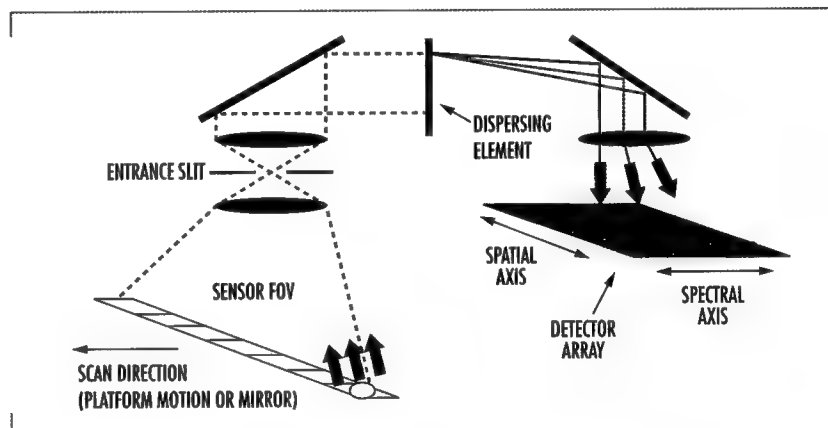 DISPERSING
ELEMENT
ENTRANCE SLIT
SENSOR FOV
SPATIAL
AXIS
SPECTRAL
AXIS
DETECTOR
ARRAY
SCAN DIRECTION
(PLATFORM MOTION OR MIRROR)